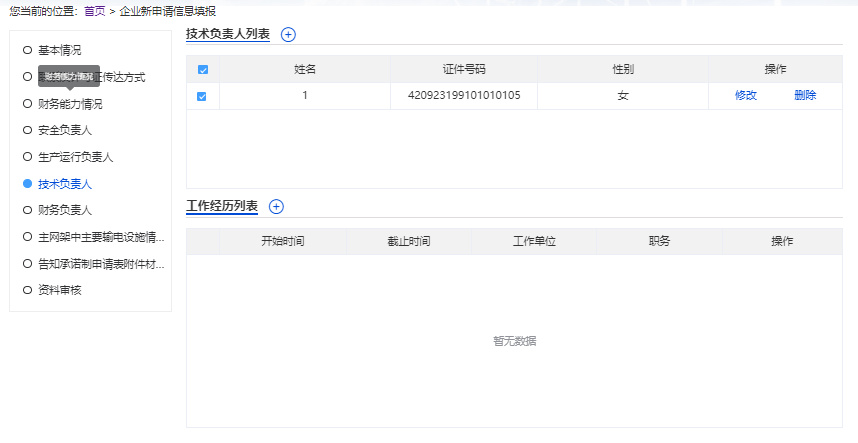 您当前的位置: 首页 > 企业新申请信息填报
基本情况
证传达方式
财务能力情况
财务能力情况
安全负责人
生产运行负责人
技术负责人
财务负责人
主网架中主要输电设施情...
告知承诺制申请表附件材...
资料审核
技术负责人列表
姓名 证件号码 性别 操作
1 420923199101010105 女 修改 删除
工作经历列表
开始时间 截止时间 工作单位 职务 操作
暂无数据